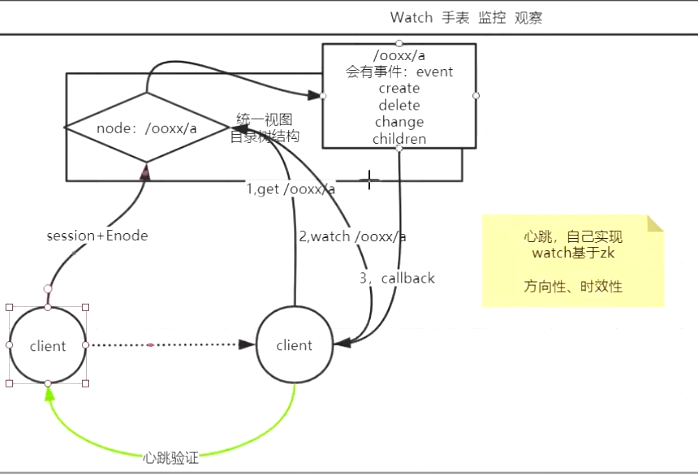 Watch 手表 监控 观察
/ooxx/a
会有事件：event
create
delete
change
children
node：/ooxx/a
统一视图
目录树结构
1,get /ooxx/a
session+Enode
2,watch /ooxx/a
3，callback
心跳，自己实现
watch基于zk
方向性、时效性
client
client
心跳验证